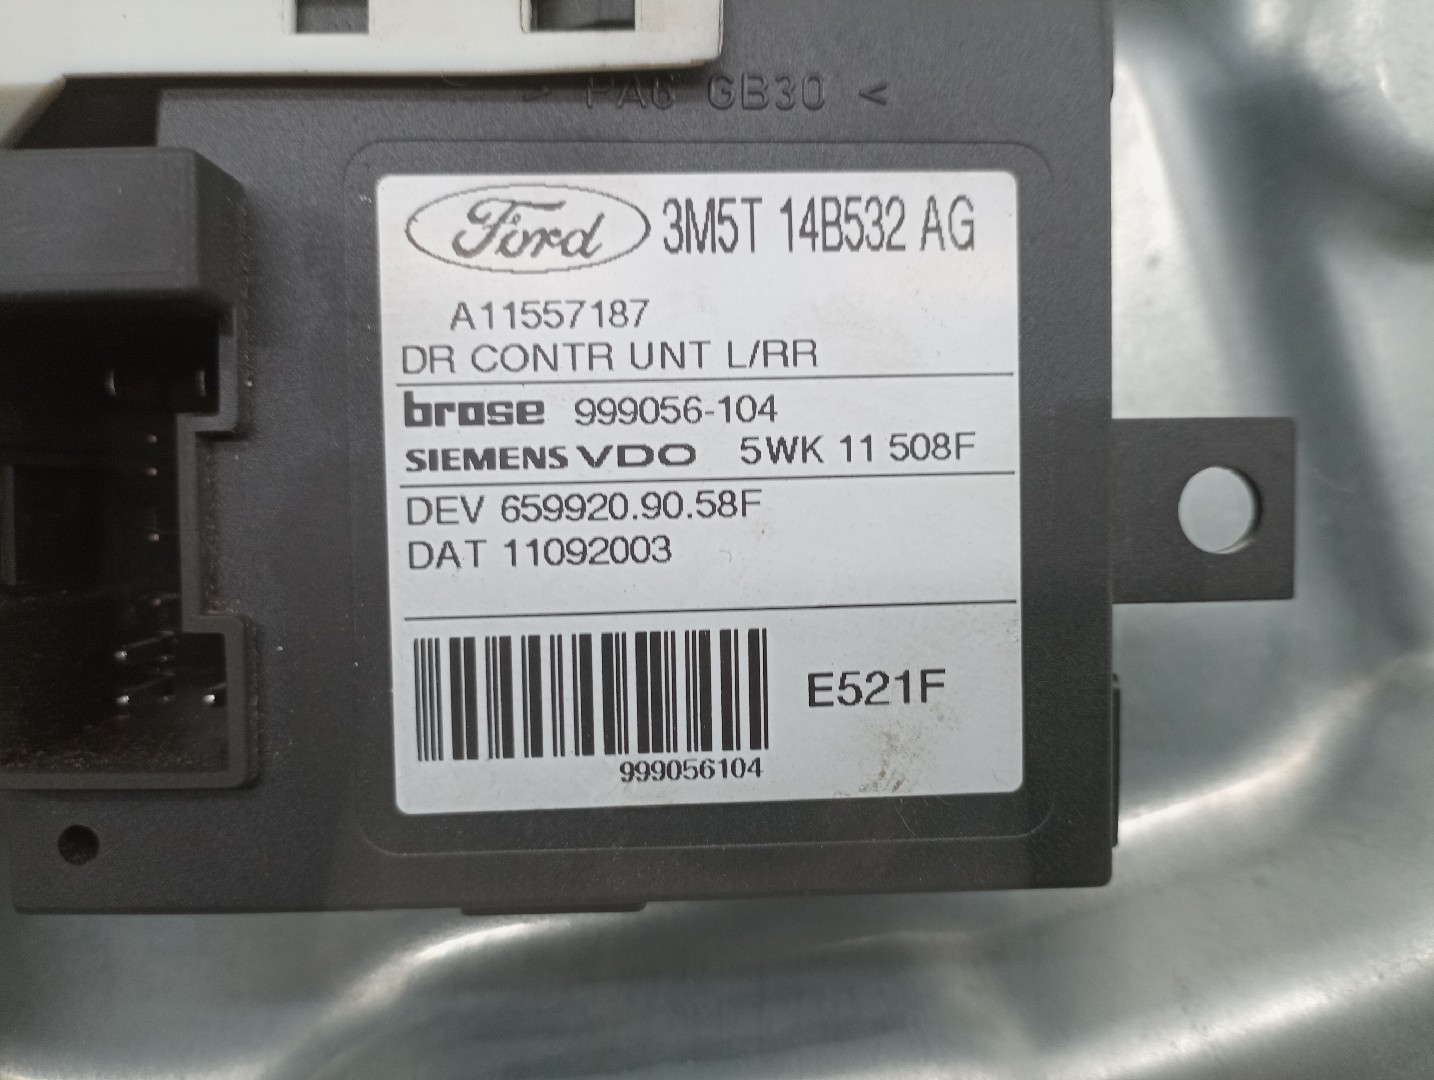 > PA6 GB30 <
Ford 3M5T 14B532 AG
A11557187
DR CONTR UNT L/RR
brose 999056-104
SIEMENS VDO 5WK 11 508F
DEV 659920.90.58F
DAT 11092003
E521F
999056104